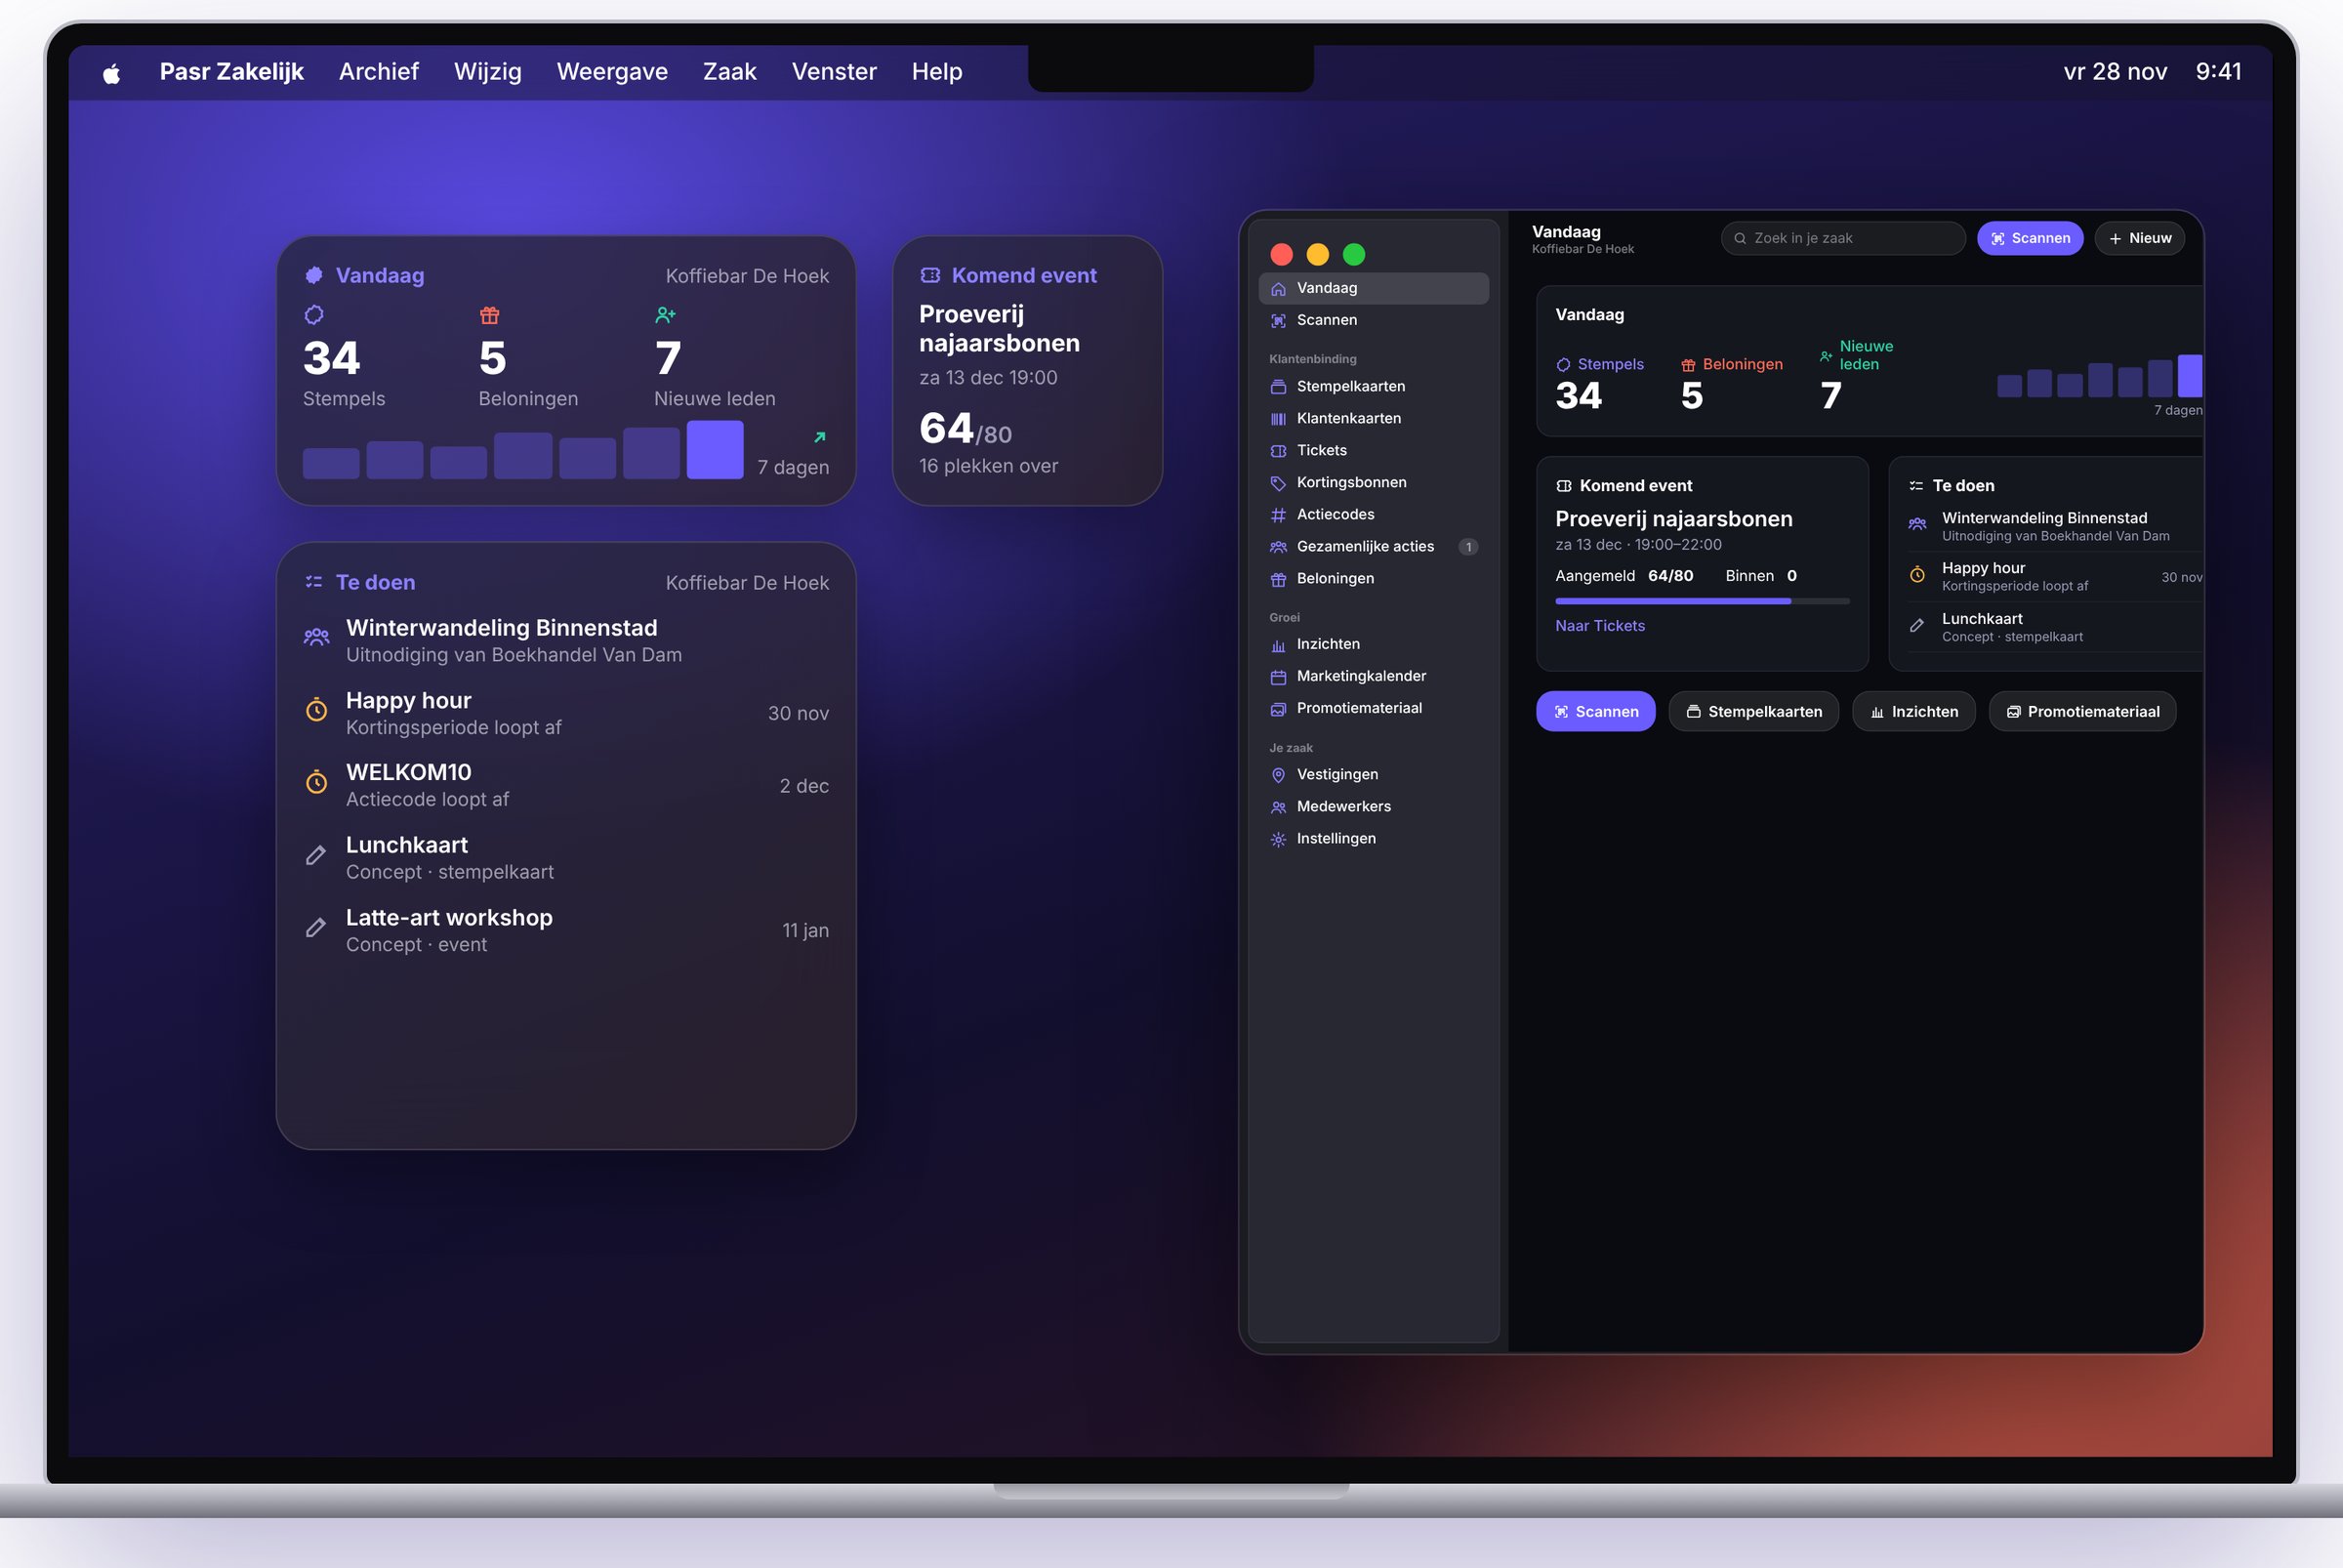 Pasr Zakelijk Archief Wijzig Weergave Zaak Venster Help
vr 28 nov 9:41
Vandaag Koffiebar De Hoek
34 5 7
Stempels Beloningen Nieuwe leden
7 dagen
Komend event
Proeverij
najaarsbonen
za 13 dec 19:00
64/80
16 plekken over
Te doen Koffiebar De Hoek
Winterwandeling Binnenstad
Uitnodiging van Boekhandel Van Dam
Happy hour
Kortingsperiode loopt af
30 nov
WELKOM10
Actiecode loopt af
2 dec
Lunchkaart
Concept · stempelkaart
Latte-art workshop
Concept · event
11 jan
Vandaag
Scannen
Klantenbinding
Stempelkaarten
Klantenkaarten
Tickets
Kortingsbonnen
Actiecodes
Gezamenlijke acties 1
Beloningen
Groei
Inzichten
Marketingkalender
Promotiemateriaal
Je zaak
Vestigingen
Medewerkers
Instellingen
Vandaag
Koffiebar De Hoek
Zoek in je zaak
Scannen
Nieuw
Vandaag
Stempels
34
Beloningen
5
Nieuwe
leden
7
7 dagen
Komend event
Proeverij najaarsbonen
za 13 dec · 19:00–22:00
Aangemeld 64/80 Binnen 0
Naar Tickets
Te doen
Winterwandeling Binnenstad
Uitnodiging van Boekhandel Van Dam
Happy hour
Kortingsperiode loopt af
30 nov
Lunchkaart
Concept · stempelkaart
Scannen Stempelkaarten Inzichten Promotiemateriaal